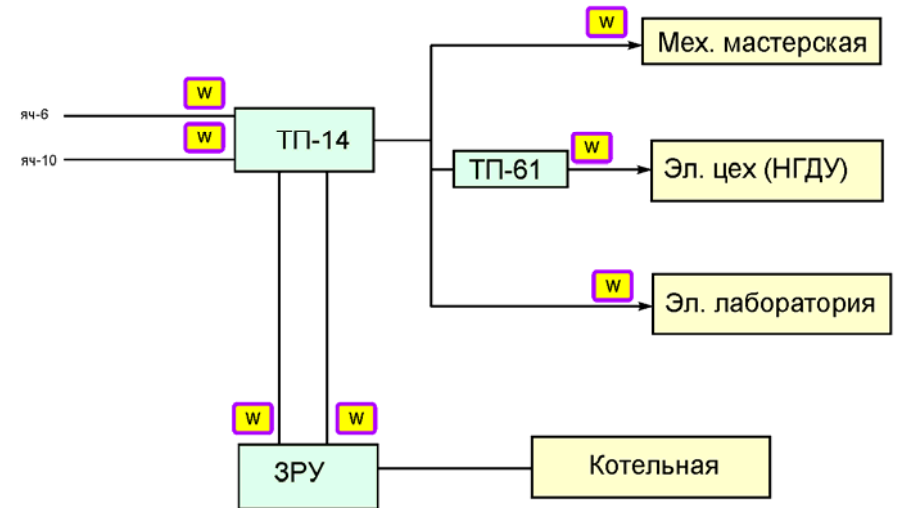 W
Мех. мастерская
W
яч-6
W
ТП-14
W
яч-10
ТП-61
Эл. цех (НГДУ)
W
Эл. лаборатория
W
W
ЗРУ
Котельная